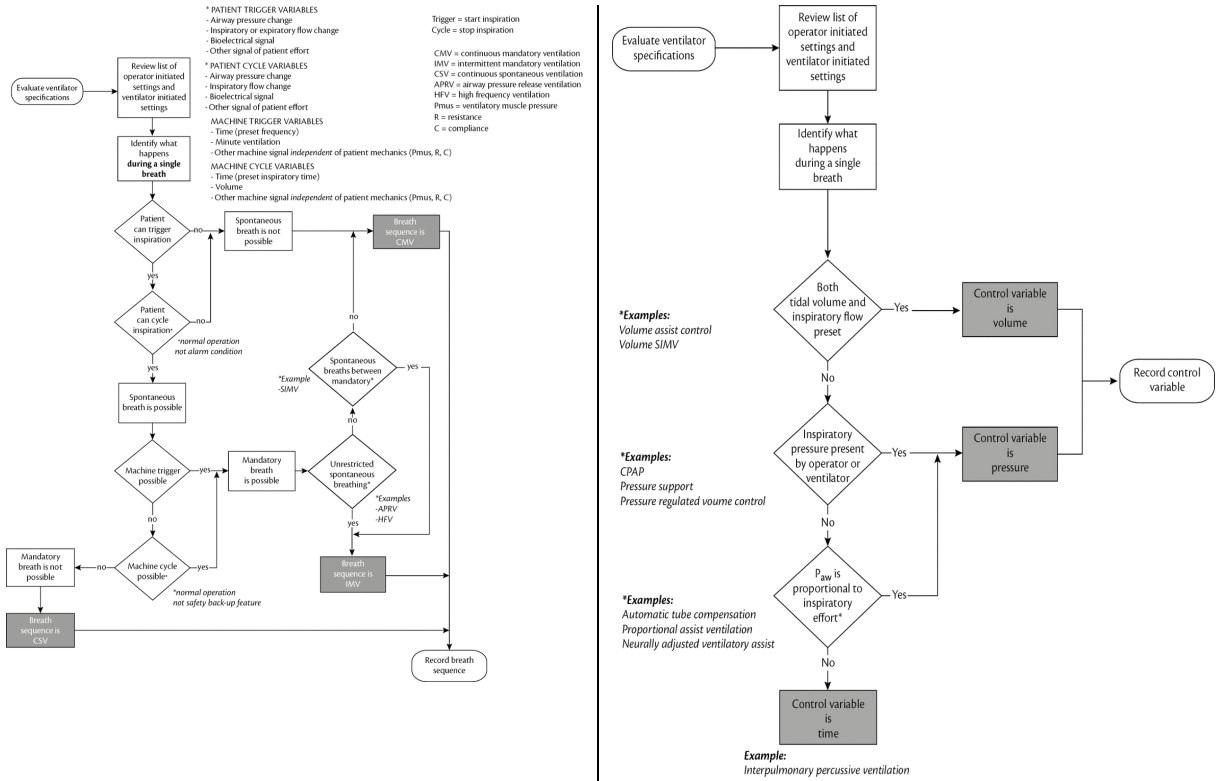 * PATIENT TRIGGER VARIABLES
- Airway pressure change
- Inspiratory or expiratory flow change
- Bioelectrical signal
- Other signal of patient effort
* PATIENT CYCLE VARIABLES
- Airway pressure change
- Inspiratory flow change
- Bioelectrical signal
- Other signal of patient effort
MACHINE TRIGGER VARIABLES
- Time (preset frequency)
- Minute ventilation
- Other machine signal independent of patient mechanics (Pmus, R, C)
MACHINE CYCLE VARIABLES
- Time (preset inspiratory time)
- Volume
- Other machine signal independent of patient mechanics (Pmus, R, C)
Trigger = start inspiration
Cycle = stop inspiration
CMV = continuous mandatory ventilation
IMV = intermittent mandatory ventilation
CSV = continuous spontaneous ventilation
APRV = airway pressure release ventilation
HFV = high frequency ventilation
Pmus = ventilatory muscle pressure
R = resistance
C = compliance
Evaluate ventilator
specifications
Review list of
operator initiated
settings and
ventilator initiated
settings
Identify what
happens
during a single
breath
Patient
can trigger
inspiration
no
Spontaneous
breath is not
possible
Breath
sequence is
CMV
yes
Patient
can cycle
inspiration*
no
*normal operation
not alarm condition
yes
Spontaneous
breath is possible
Machine trigger
possible
yes
Mandatory
breath
is possible
Unrestricted
spontaneous
breathing*
*Examples
-APRV
-HFV
no
Spontaneous
breaths between
mandatory*
*Example
-SIMV
no
yes
yes
Breath
sequence is
IMV
no
Machine cycle
possible*
yes
*normal operation
not safety back-up feature
no
Mandatory
breath is not
possible
Breath
sequence is
CSV
Record breath
sequence
Evaluate ventilator
specifications
Review list of
operator initiated
settings and
ventilator initiated
settings
Identify what
happens
during a single
breath
Both
tidal volume and
inspiratory flow
preset
Yes
Control variable
is
volume
*Examples:
Volume assist control
Volume SIMV
No
Record control
variable
Inspiratory
pressure present
by operator or
ventilator
Yes
Control variable
is
pressure
*Examples:
CPAP
Pressure support
Pressure regulated voume control
No
Paw is
proportional to
inspiratory
effort*
Yes
*Examples:
Automatic tube compensation
Proportional assist ventilation
Neurally adjusted ventilatory assist
No
Control variable
is
time
Example:
Interpulmonary percussive ventilation